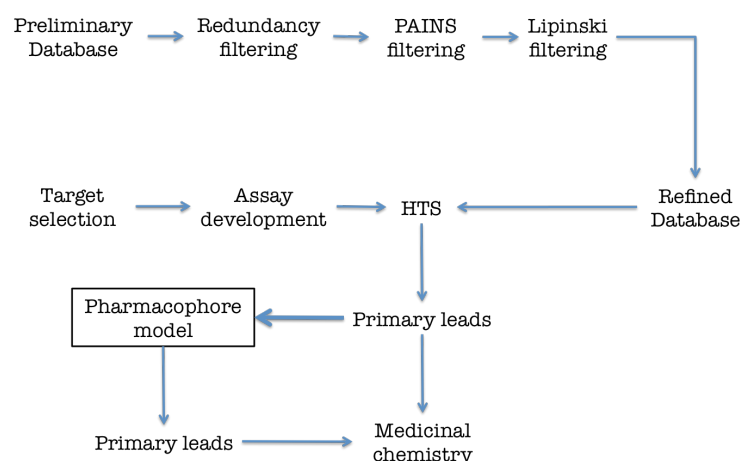 Preliminary
Database
Redundancy
filtering
PAINS
filtering
Lipinski
filtering
Target
selection
Assay
development
HTS
Refined
Database
Pharmacophore
model
Primary leads
Primary leads
Medicinal
chemistry